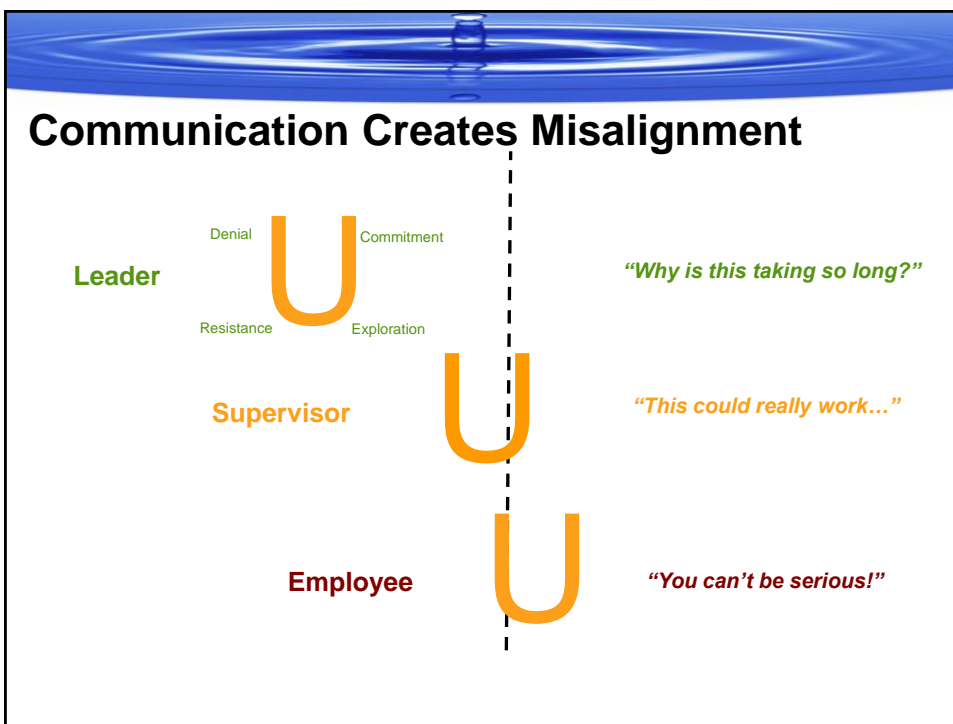 Communication Creates Misalignment
Denial
Commitment
Leader
“Why is this taking so long?”
Resistance
Exploration
Supervisor
“This could really work…”
Employee
“You can’t be serious!”